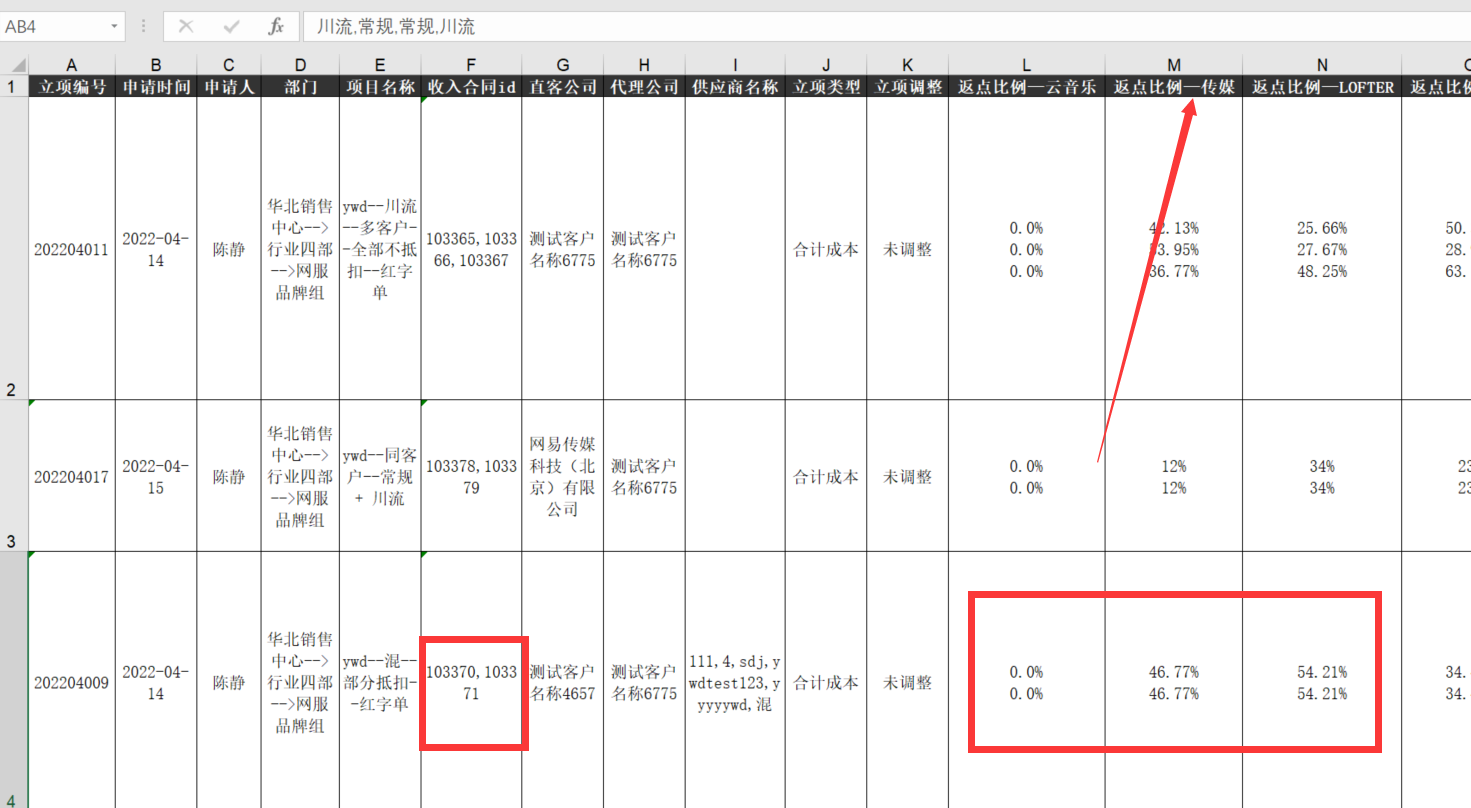 AB4
fx
川流,常规,常规,川流
A B C D E F G H I J K L M N
1 立项编号 申请时间 申请人 部门 项目名称 收入合同id 直客公司 代理公司 供应商名称 立项类型 立项调整 返点比例—云音乐 返点比例—传媒 返点比例—LOFTER 返点比
2
202204011
2022-04-
14
陈静
华北销售
中心-->
行业四部
-->网服
品牌组
ywd--川流
--多客户-
-全部不抵
扣--红字
单
103365,1033
66,103367
测试客户
名称6775
测试客户
名称6775
合计成本
未调整
0.0%
0.0%
0.0%
42.13%
33.95%
36.77%
25.66%
27.67%
48.25%
50.
28.
63.
3
202204017
2022-04-
15
陈静
华北销售
中心-->
行业四部
-->网服
品牌组
ywd--同客
户--常规
+ 川流
103378,1033
79
网易传媒
科技（北
京）有限
公司
测试客户
名称6775
合计成本
未调整
0.0%
0.0%
12%
12%
34%
34%
23
23
4
202204009
2022-04-
14
陈静
华北销售
中心-->
行业四部
-->网服
品牌组
ywd--混--
部分抵扣-
-红字单
103370,1033
71
测试客户
名称4657
测试客户
名称6775
111,4,sdj,y
wdtest123,y
yyyywd,混
合计成本
未调整
0.0%
0.0%
46.77%
46.77%
54.21%
54.21%
34.
34.